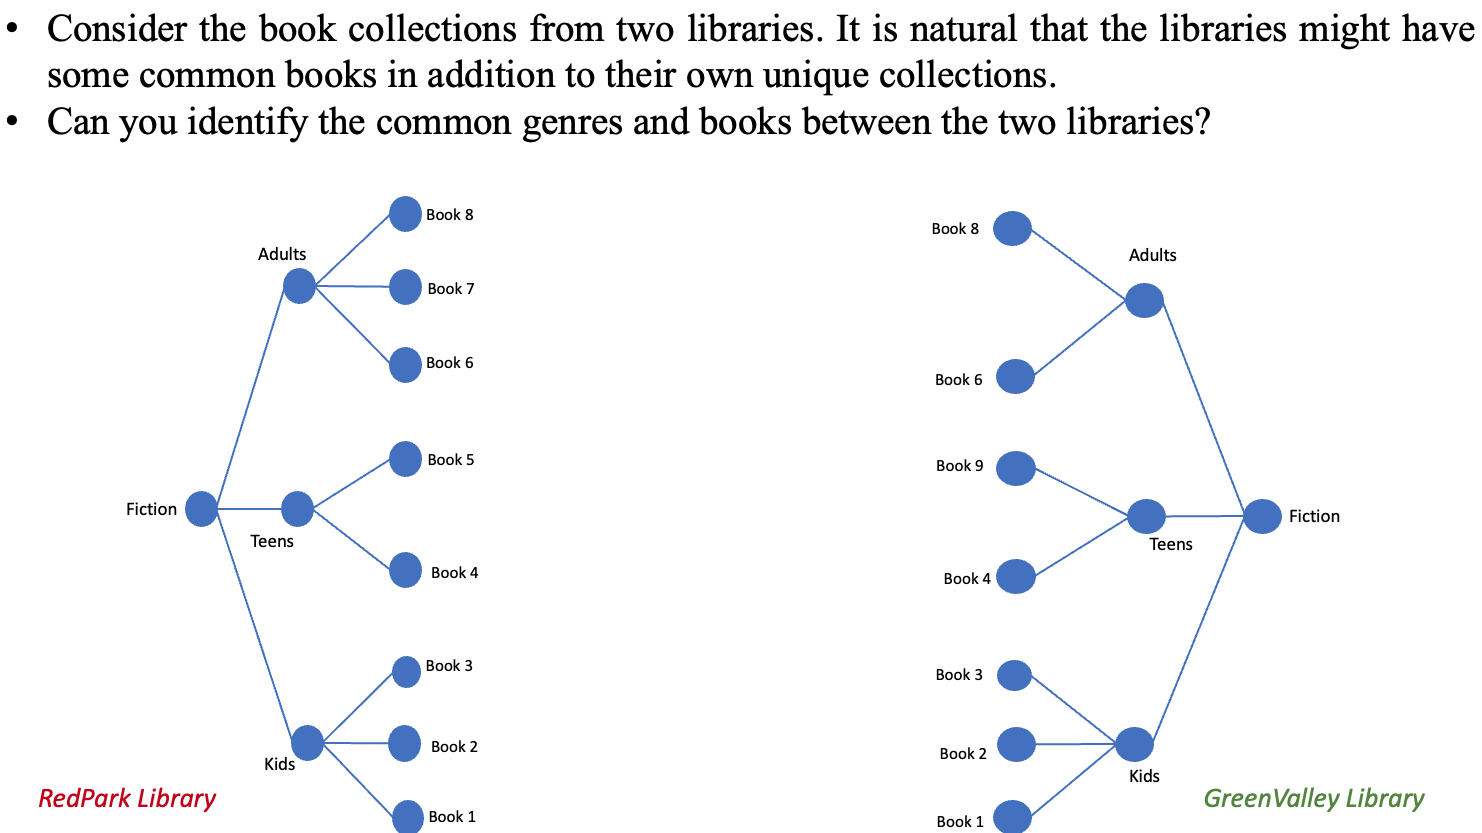 • Consider the book collections from two libraries. It is natural that the libraries might have
some common books in addition to their own unique collections.
• Can you identify the common genres and books between the two libraries?
Book 8
Adults
Book 7
Book 6
Book 5
Fiction
Teens
Book 4
Book 3
Book 2
Kids
Book 1
RedPark Library
Book 8
Adults
Book 6
Book 9
Fiction
Teens
Book 4
Book 3
Book 2
Kids
Book 1
GreenValley Library